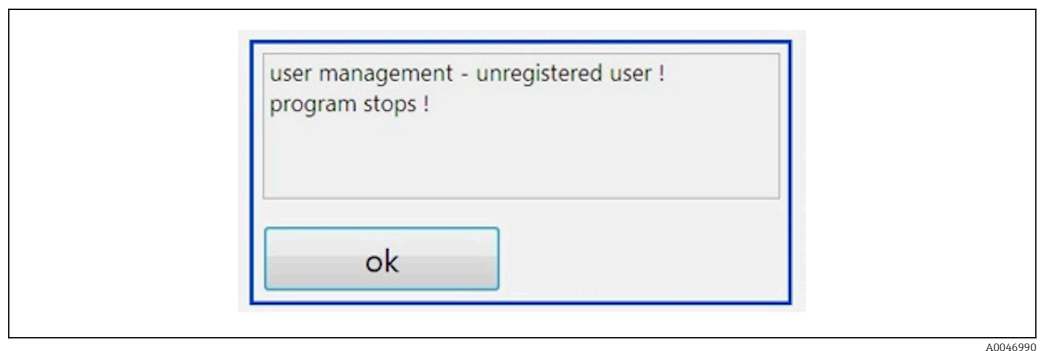 user management - unregistered user !
program stops !
ok
A0046990